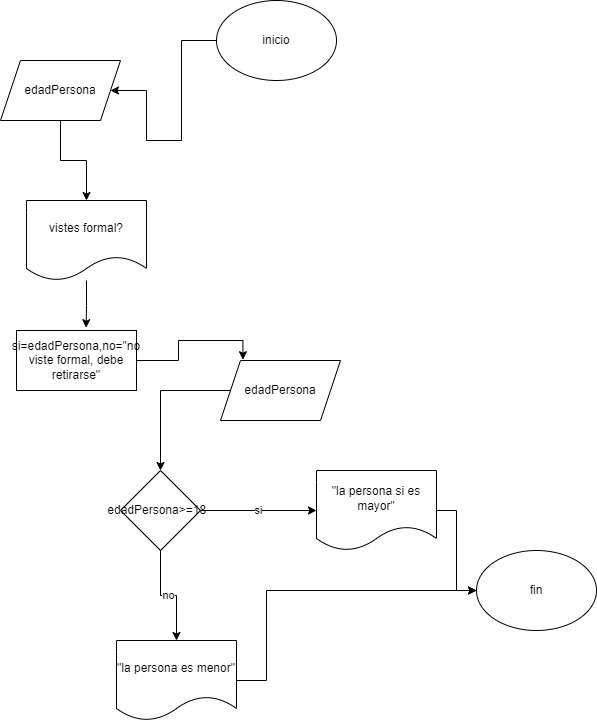 inicio
edadPersona
vistes formal?
si=edadPersona,no="no
viste formal, debe
retirarse"
edadPersona
edadPersona>=18
si
"la persona si es
mayor"
fin
no
"la persona es menor"